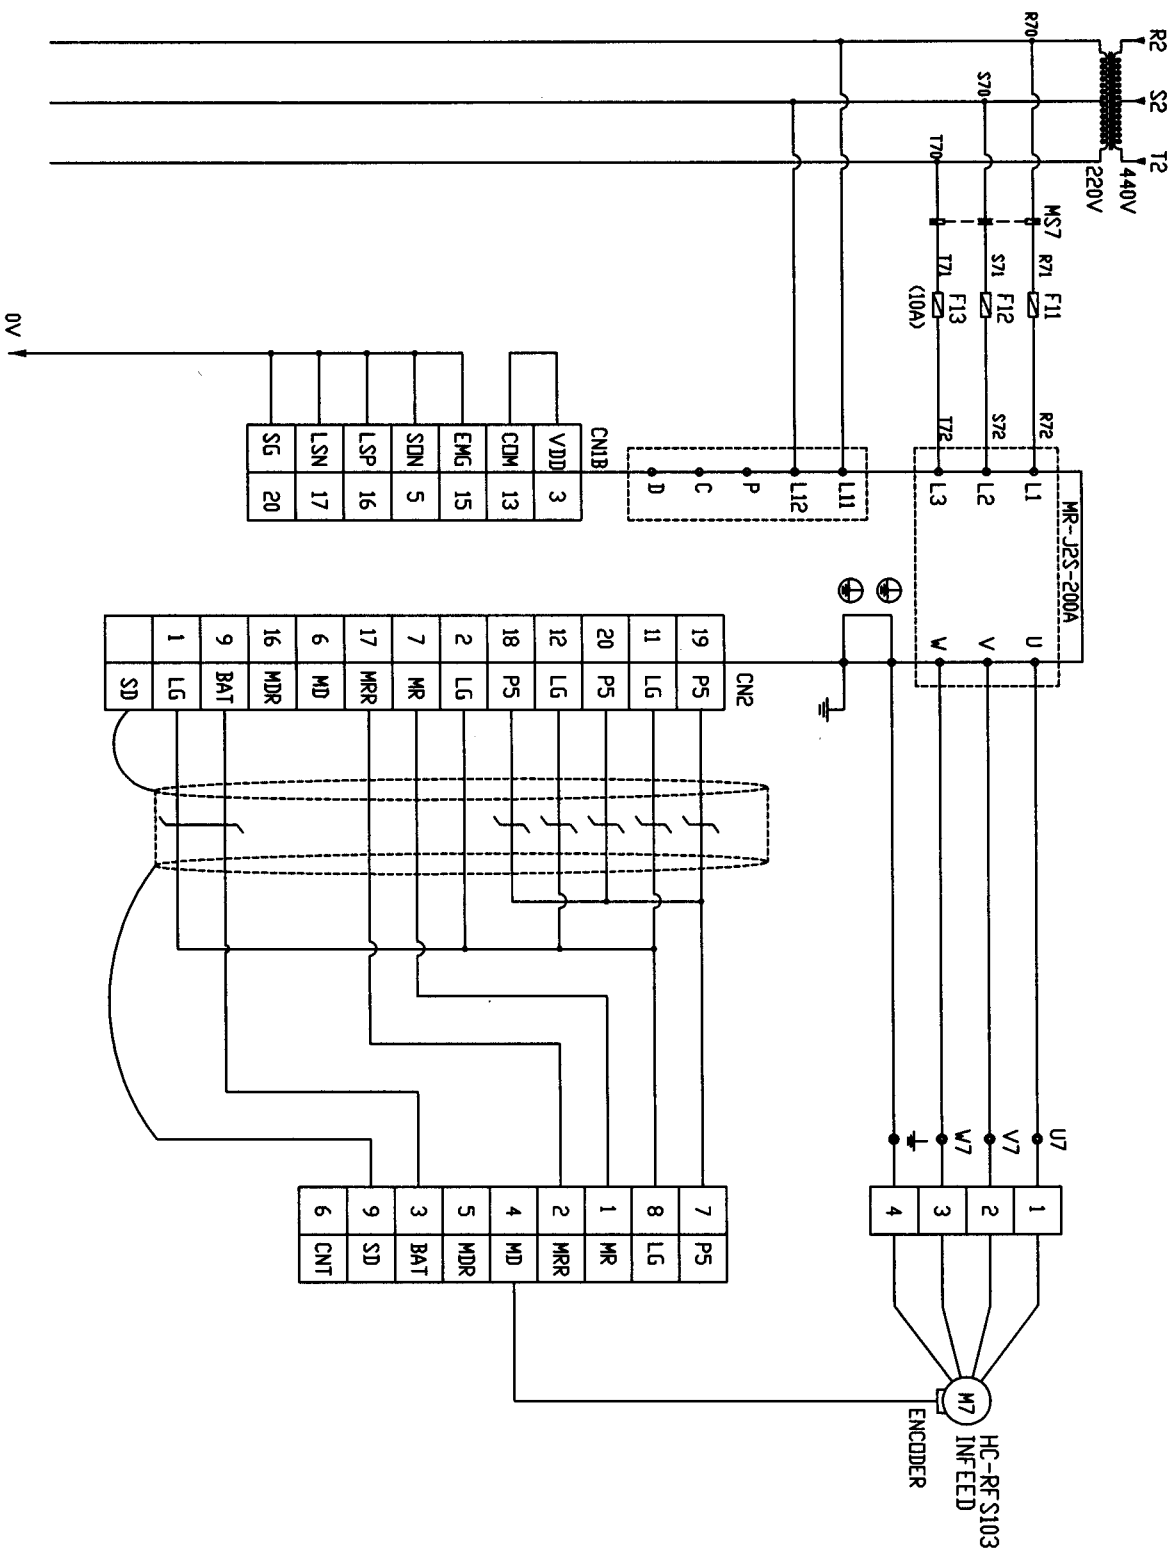 R2
S2
T2
440V
220V
R70
S70
T70
MS7
R71
S71
T71
F11
F12
F13
(10A)
R72
S72
T72
MR-J2S-200A
L1
L2
L3
U
V
W
L11
L12
P
C
D
CN1B
VDD 3
COM 13
EMG 15
SON 5
LSP 16
LSN 17
SG 20
0V
CN2
19 P5
11 LG
20 P5
12 LG
18 P5
2 LG
7 MR
17 MRR
6 MD
16 MDR
9 BAT
1 LG
SD
U7
V7
W7
1
2
3
4
7 P5
8 LG
1 MR
2 MRR
4 MD
5 MDR
3 BAT
9 SD
6 CNT
M7
HC-RFS103
INFEED
ENCODER